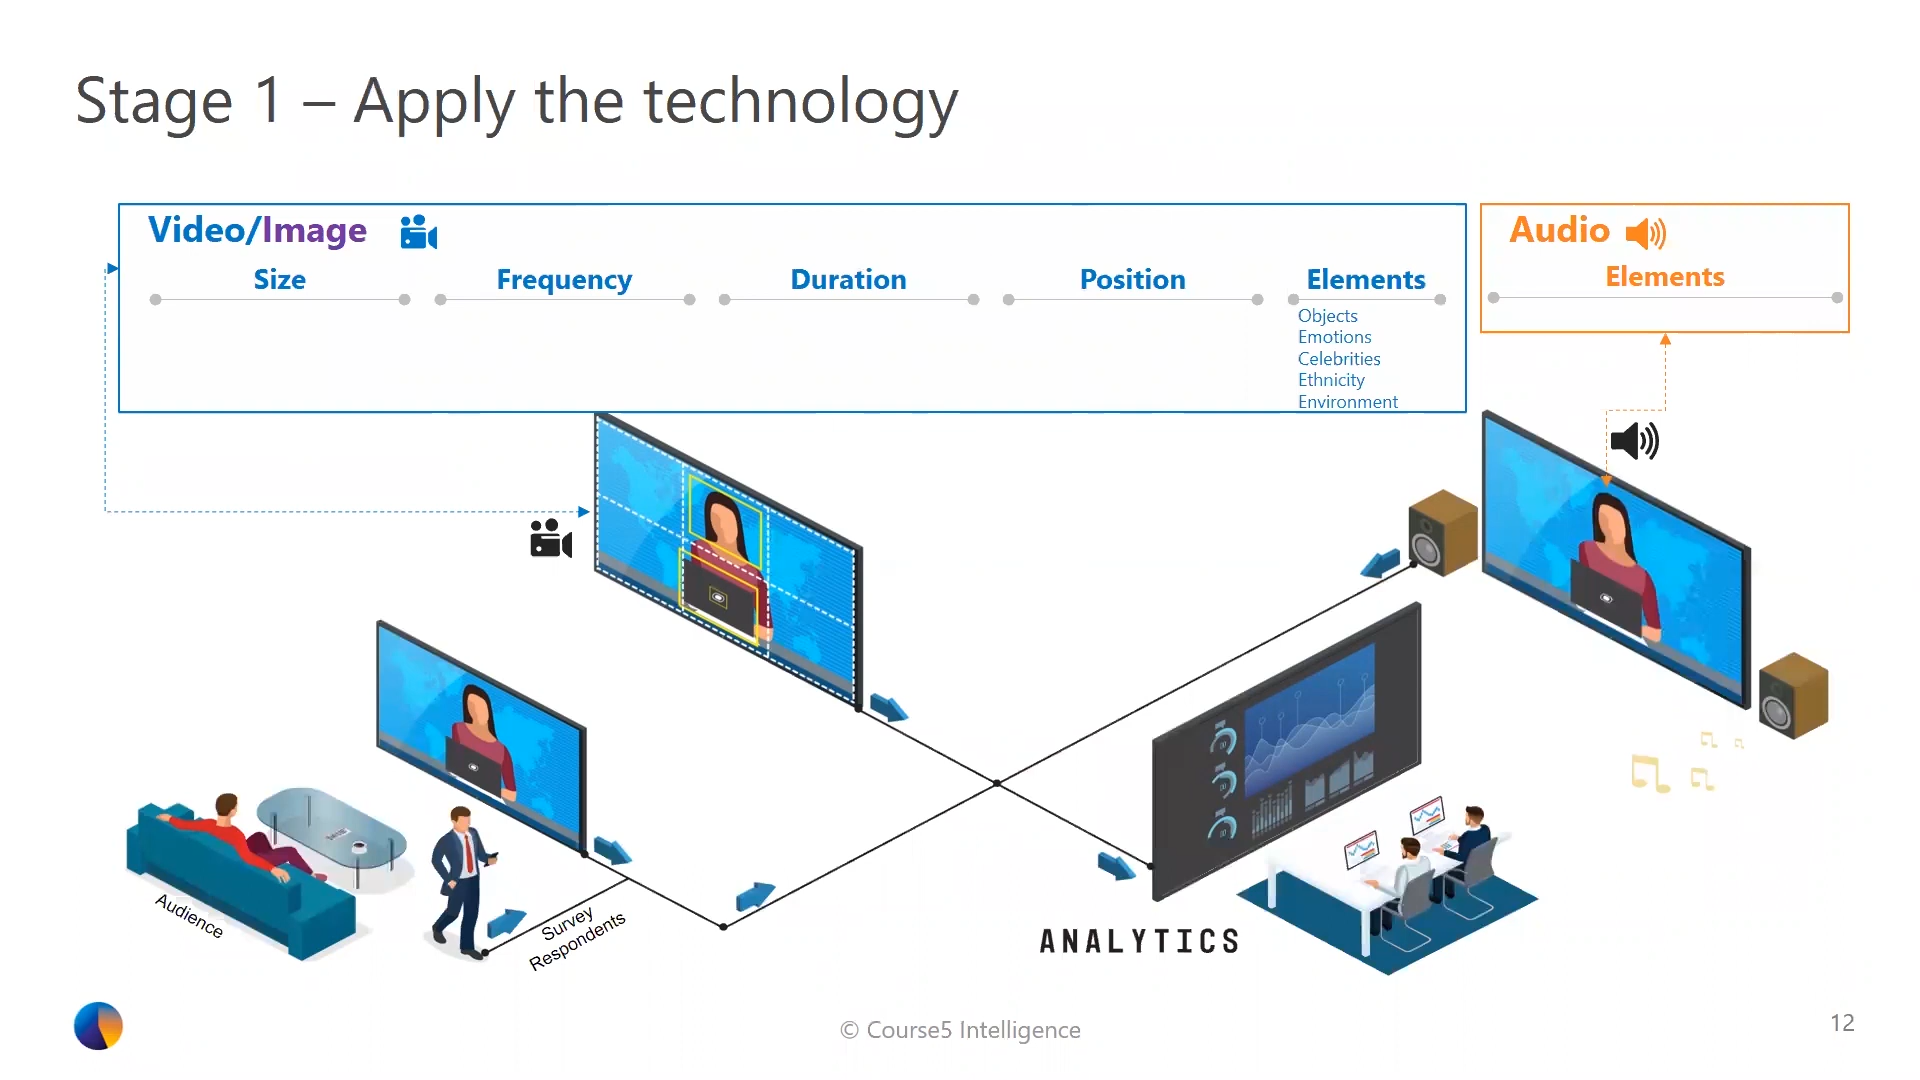 Stage 1 – Apply the technology
Video/Image
Size
Frequency
Duration
Position
Elements
Objects
Emotions
Celebrities
Ethnicity
Environment
Audio
Elements
Audience
Survey
Respondents
ANALYTICS
© Course5 Intelligence
12